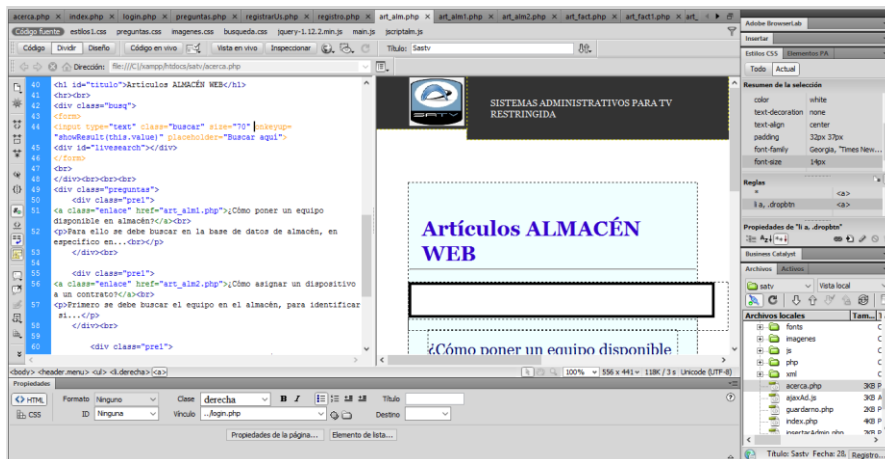 acerca.php × index.php × login.php × preguntas.php × registrarUs.php × registro.php × art_alm.php × art_alm1.php × art_alm2.php × art_fact.php × art_fact1.php × art_
Código fuente estilos1.css preguntas.css imagenes.css busqueda.css jquery-1.12.2.min.js main.js jscriptalm.js
Código Dividir Diseño Código en vivo Vista en vivo Inspeccionar Título: Sastv
Dirección: file:///C|/xampp/htdocs/satv/acerca.php
40 <h1 id="titulo">Articulos ALMACÉN WEB</h1>
41 <hr><br>
42 <div class="busq">
43 <form>
44 <input type="text" class="buscar" size="70" onkeyup=
"showResult(this.value)" placeholder="Buscar aqui">
45 <div id="livesearch"></div>
46 </form>
47 <br>
48 </div><br><br><br>
49 <div class="preguntas">
50 <div class="pre1">
51 <a class="enlace" href="art_alm1.php">¿Cómo poner un equipo
disponible en almacén?</a><br>
52 <p>Para ello se debe buscar en la base de datos de almacén, en
especifico en...<br></p>
53 </div><br>
54
55 <div class="pre1">
56 <a class="enlace" href="art_alm2.php">¿Cómo asignar un dispositivo
a un contrato?</a><br>
57 <p>Primero se debe buscar el equipo en el almacén, para identificar
si...</p>
58 </div><br>
59
60 <div class="pre1">
SATV
SISTEMAS ADMINISTRATIVOS PARA TV
RESTRINGIDA
Artículos ALMACÉN
WEB
¿Cómo poner un equipo disponible
<body> <header.menu> <ul> <li.derecha> <a>
100% 556 x 441 118K / 3 s Unicode (UTF-8)
Propiedades
HTML Formato Ninguno Clase derecha B I Título
CSS ID Ninguna Vínculo ../login.php Destino
Propiedades de la página... Elemento de lista...
Adobe BrowserLab
Insertar
Estilos CSS Elementos PA
Todo Actual
Resumen de la selección
color white
text-decoration none
text-align center
padding 32px 37px
font-family Georgia, "Times New...
font-size 14px
Reglas
* <a>
li a, .dropbtn <a>
Propiedades de "li a, .dropbtn"
Business Catalyst
Archivos Activos
satv Vista local
Archivos locales Tam...
fonts
imagenes
js
php
xml
acerca.php 3KB P
ajaxAd.js 3KB A
guardarno.php 2KB P
index.php 4KB P
insertarAdmin.php 2KB P
Título: Sastv Fecha: 28, Registro...